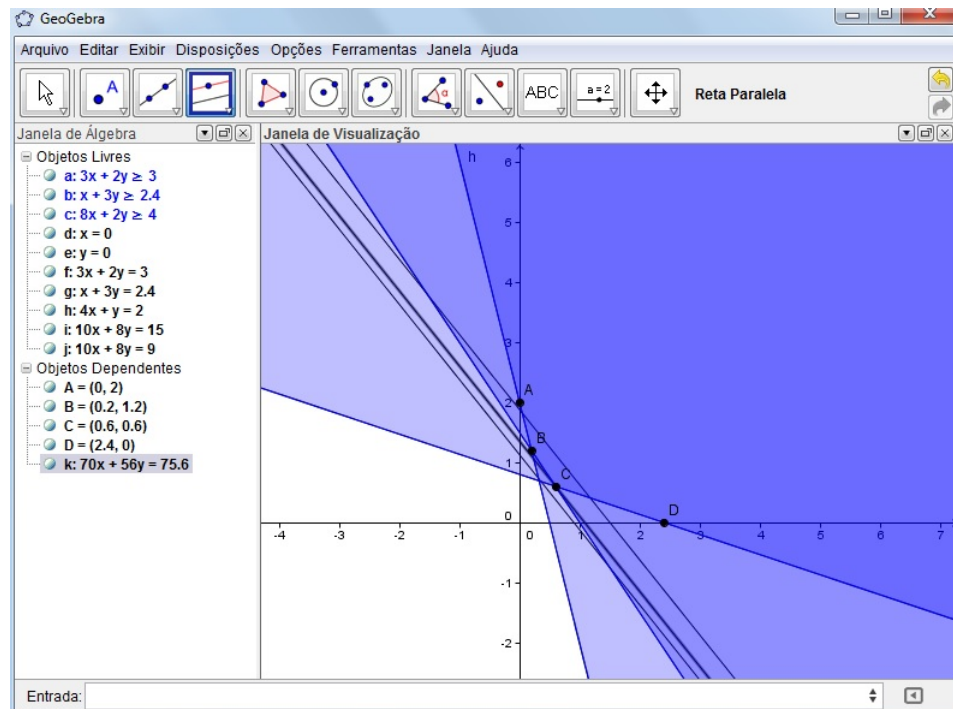 GeoGebra
Arquivo Editar Exibir Disposições Opções Ferramentas Janela Ajuda
A α ABC a=2 Reta Paralela
Janela de Álgebra
Objetos Livres
a: 3x + 2y ≥ 3
b: x + 3y ≥ 2.4
c: 8x + 2y ≥ 4
d: x = 0
e: y = 0
f: 3x + 2y = 3
g: x + 3y = 2.4
h: 4x + y = 2
i: 10x + 8y = 15
j: 10x + 8y = 9
Objetos Dependentes
A = (0, 2)
B = (0.2, 1.2)
C = (0.6, 0.6)
D = (2.4, 0)
k: 70x + 56y = 75.6
Janela de Visualização
h
6
5
4
3
A
2
B
1
C
D
0
-4 -3 -2 -1 0 1 2 3 4 5 6 7
-1
-2
Entrada: